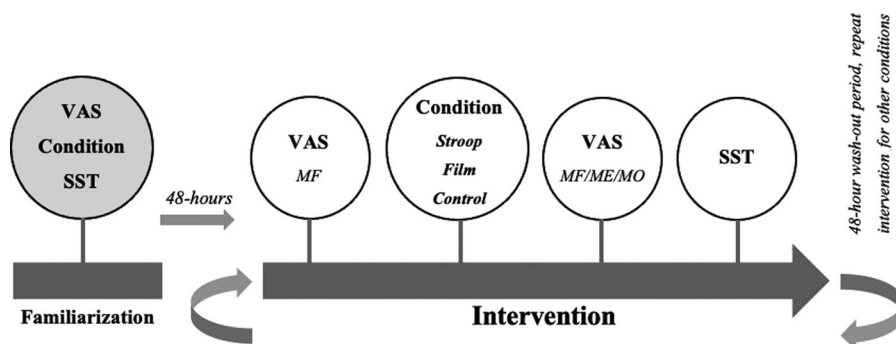 VAS
Condition
SST
Familiarization
48-hours
VAS
MF
Condition
Stroop
Film
Control
VAS
MF/ME/MO
SST
Intervention
48-hour wash-out period, repeat
intervention for other conditions